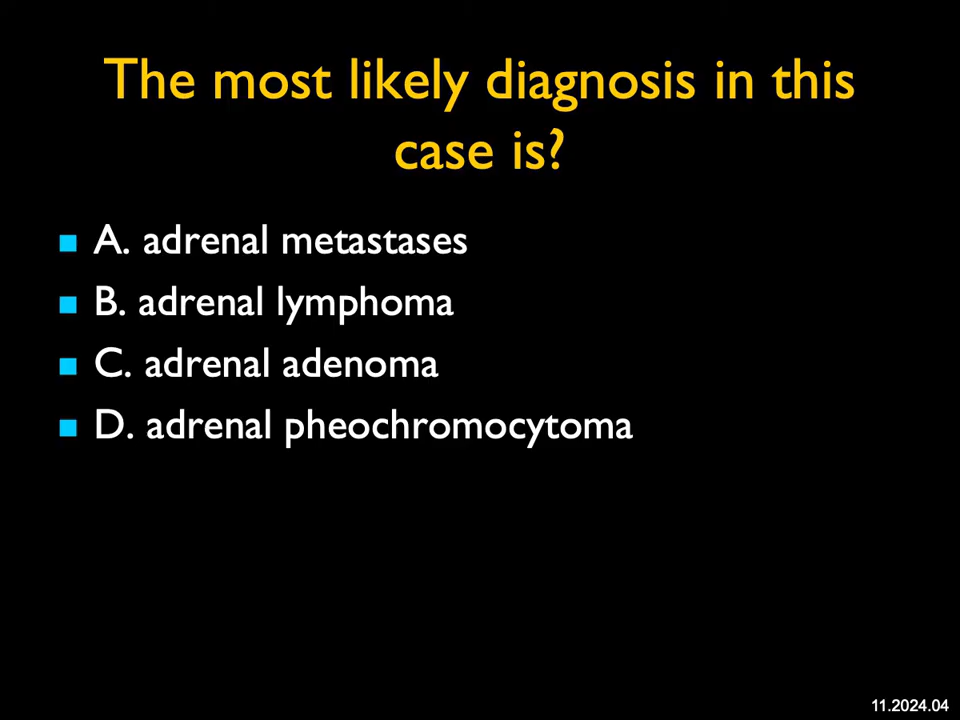 The most likely diagnosis in this
case is?
A. adrenal metastases
B. adrenal lymphoma
C. adrenal adenoma
D. adrenal pheochromocytoma
11.2024.04